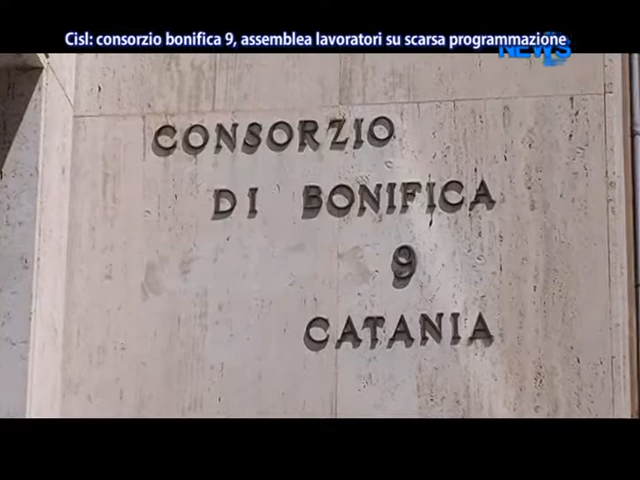 Cisl: consorzio bonifica 9, assemblea lavoratori su scarsa programmazione
NEWS
CONSORZIO
DI BONIFICA
9
CATANIA